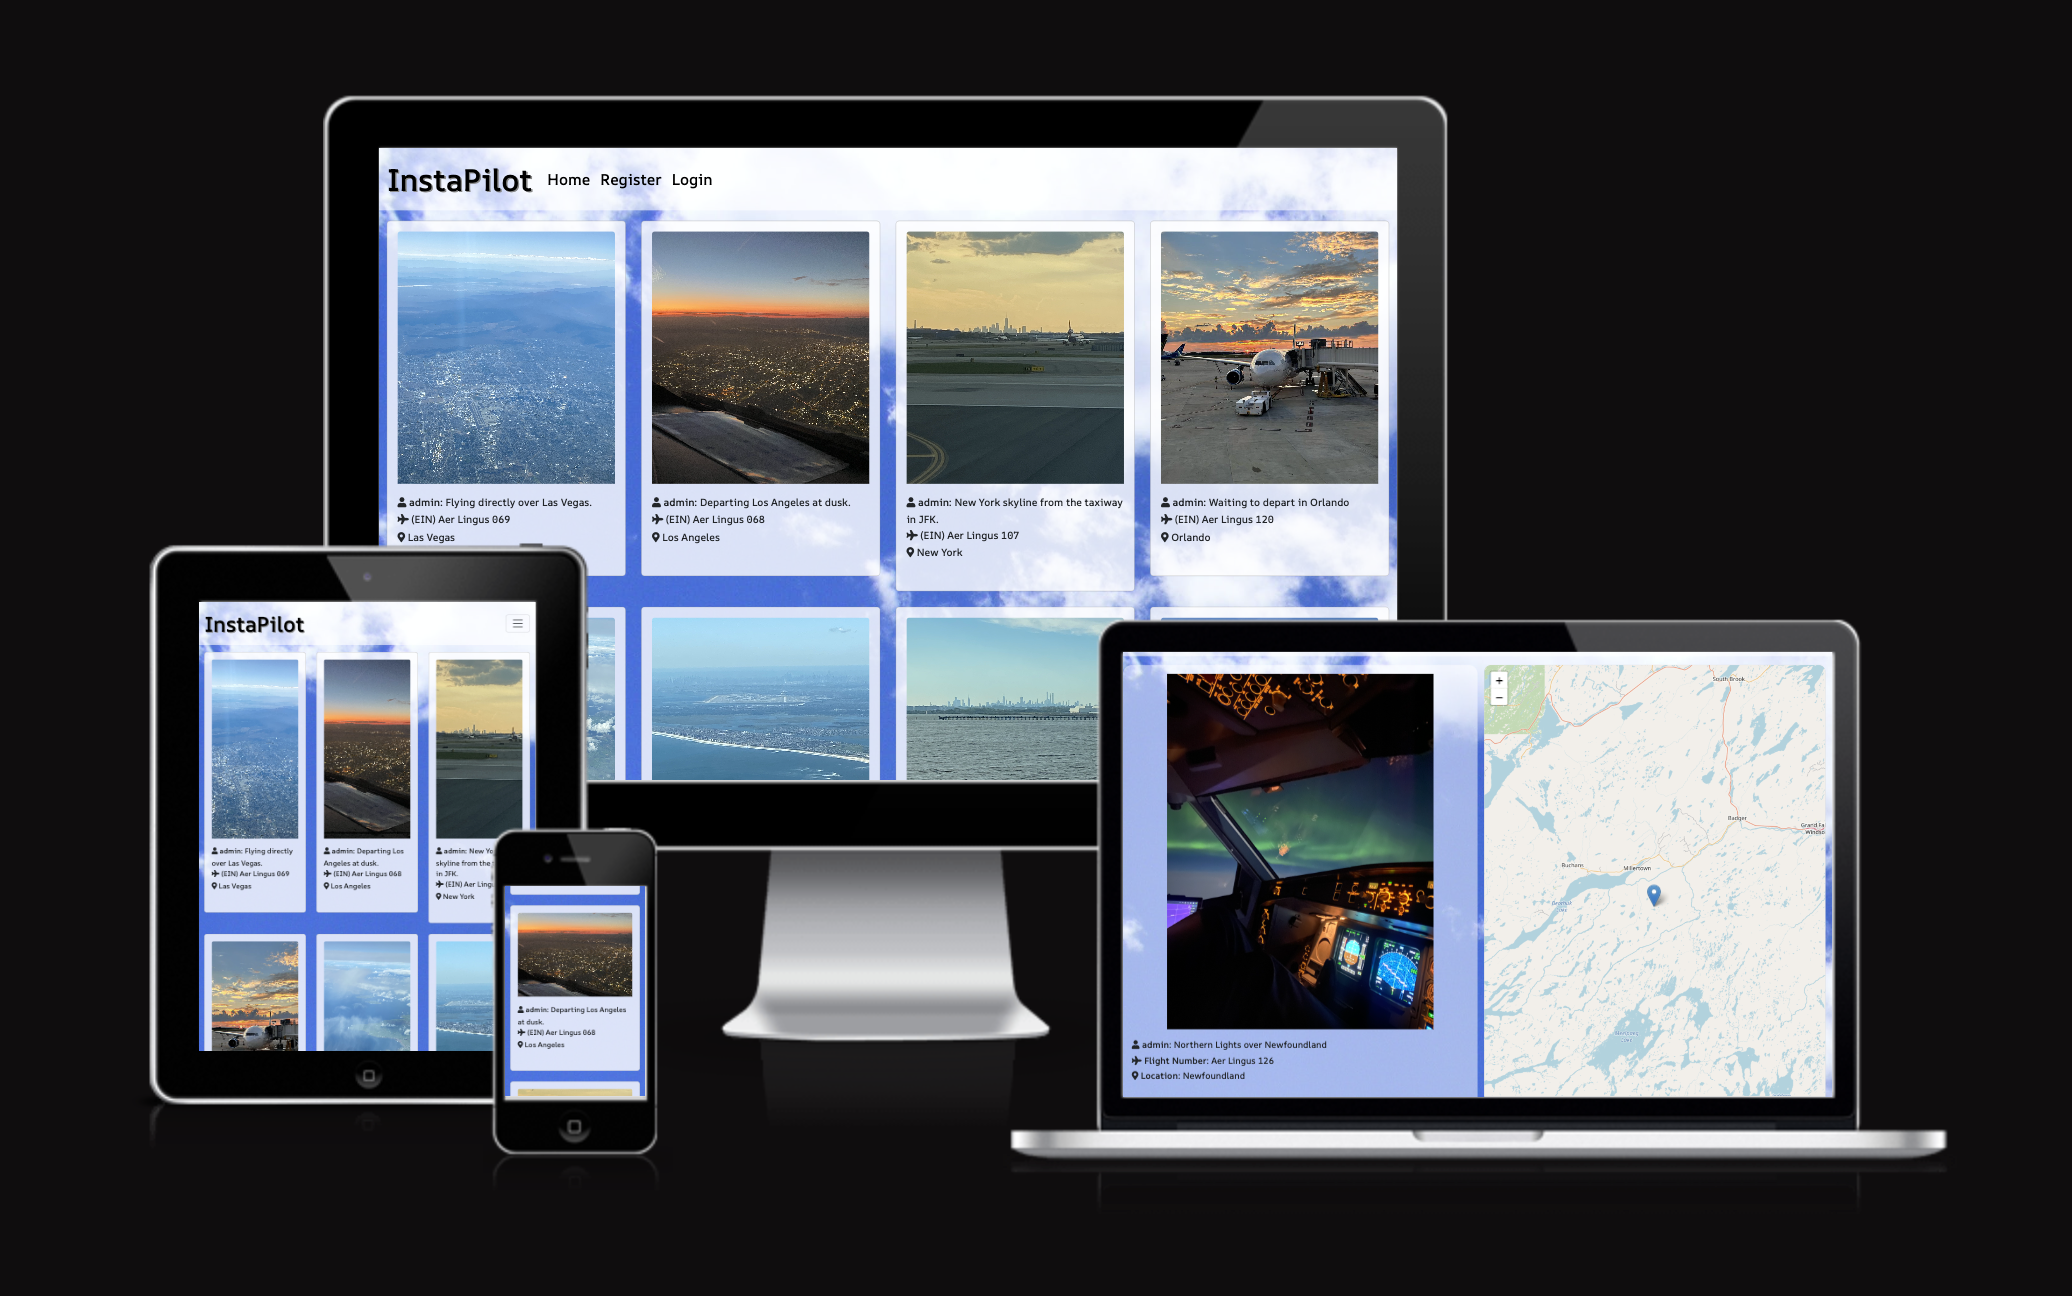 InstaPilot Home Register Login
admin: Flying directly over Las Vegas.
(EIN) Aer Lingus 069
Las Vegas
admin: Departing Los Angeles at dusk.
(EIN) Aer Lingus 068
Los Angeles
admin: New York skyline from the taxiway
in JFK.
(EIN) Aer Lingus 107
New York
admin: Waiting to depart in Orlando
(EIN) Aer Lingus 120
Orlando
InstaPilot
admin: Flying directly
over Las Vegas.
(EIN) Aer Lingus 069
Las Vegas
admin: Departing Los
Angeles at dusk.
(EIN) Aer Lingus 068
Los Angeles
admin: New Yo
skyline from the
in JFK.
(EIN) Aer Ling
New York
admin: Departing Los Angeles
at dusk.
(EIN) Aer Lingus 068
Los Angeles
admin: Northern Lights over Newfoundland
Flight Number: Aer Lingus 126
Location: Newfoundland
+
−
South Brook
Badger
Grand Fa
Windso
Buchans
Millertown